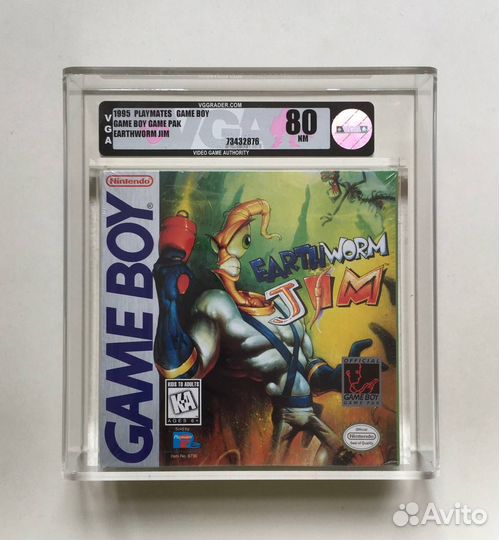 VGGRADER.COM
VGA
1995 PLAYMATES GAME BOY
GAME BOY GAME PAK
EARTHWORM JIM
73432876
80
NM
VGA
VIDEO GAME AUTHORITY
Nintendo
GAME BOY
EARTHWORM
JIM
KIDS TO ADULTS
K-A
AGES 6+
OFFICIAL
GAME BOY
GAME PAK
Official
Nintendo
Seal of Quality
Avito